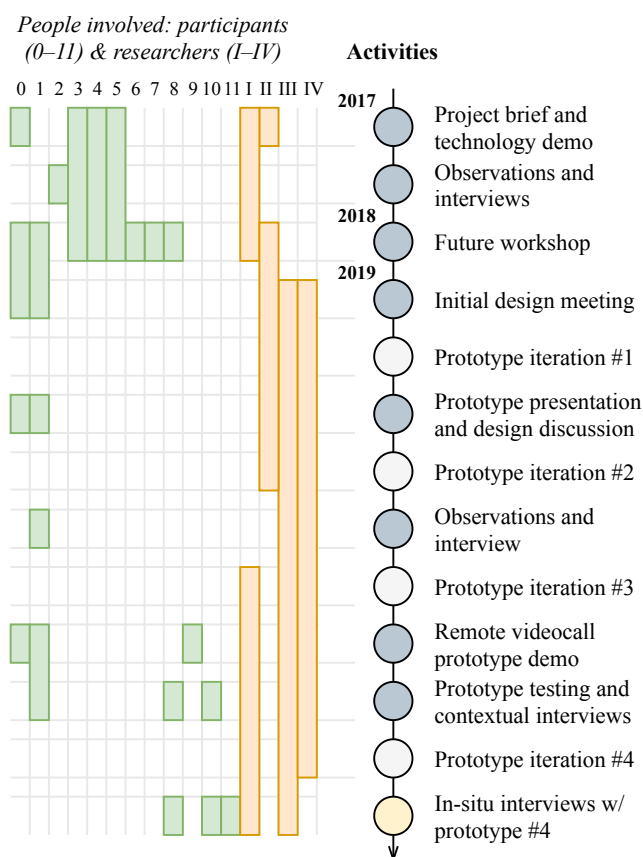 People involved: participants
(0–11) & researchers (I–IV)
Activities
0 1 2 3 4 5 6 7 8 9 10 11 I II III IV
2017
Project brief and
technology demo
Observations and
interviews
2018
Future workshop
2019
Initial design meeting
Prototype iteration #1
Prototype presentation
and design discussion
Prototype iteration #2
Observations and
interview
Prototype iteration #3
Remote videocall
prototype demo
Prototype testing and
contextual interviews
Prototype iteration #4
In-situ interviews w/
prototype #4